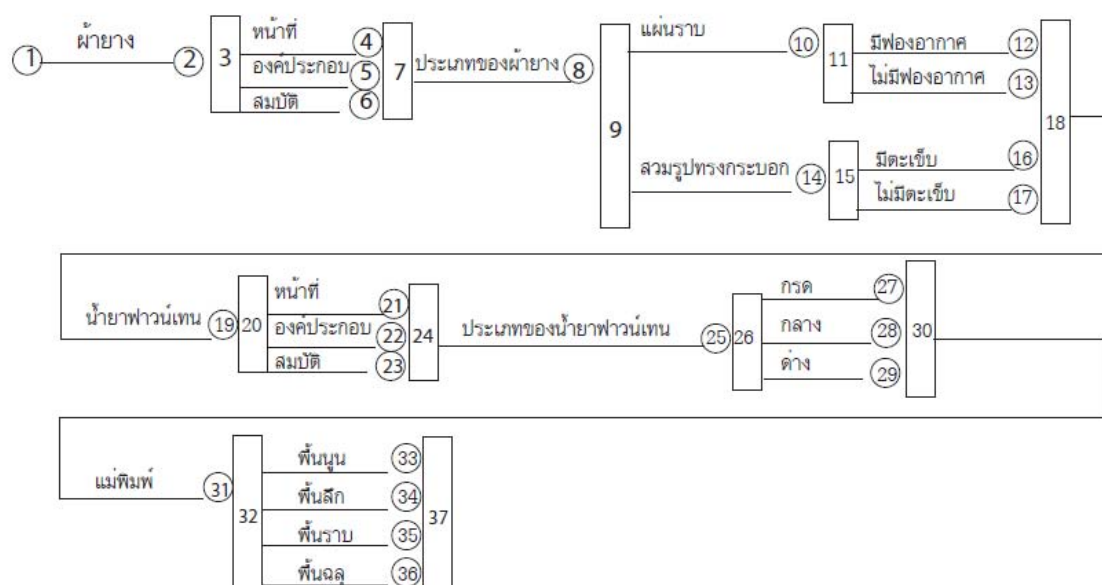 ผ้ายาง
1
2
3
หน้าที่
4
องค์ประกอบ
5
สมบัติ
6
7
ประเภทของผ้ายาง
8
9
แผ่นราบ
10
11
มีฟองอากาศ
12
ไม่มีฟองอากาศ
13
สวมรูปทรงกระบอก
14
15
มีตะเข็บ
16
ไม่มีตะเข็บ
17
18
น้ำยาฟาวน์เทน
19
20
หน้าที่
21
องค์ประกอบ
22
สมบัติ
23
24
ประเภทของน้ำยาฟาวน์เทน
25
26
กรด
27
กลาง
28
ด่าง
29
30
แม่พิมพ์
31
32
พื้นนูน
33
พื้นลึก
34
พื้นราบ
35
พื้นฉลุ
36
37